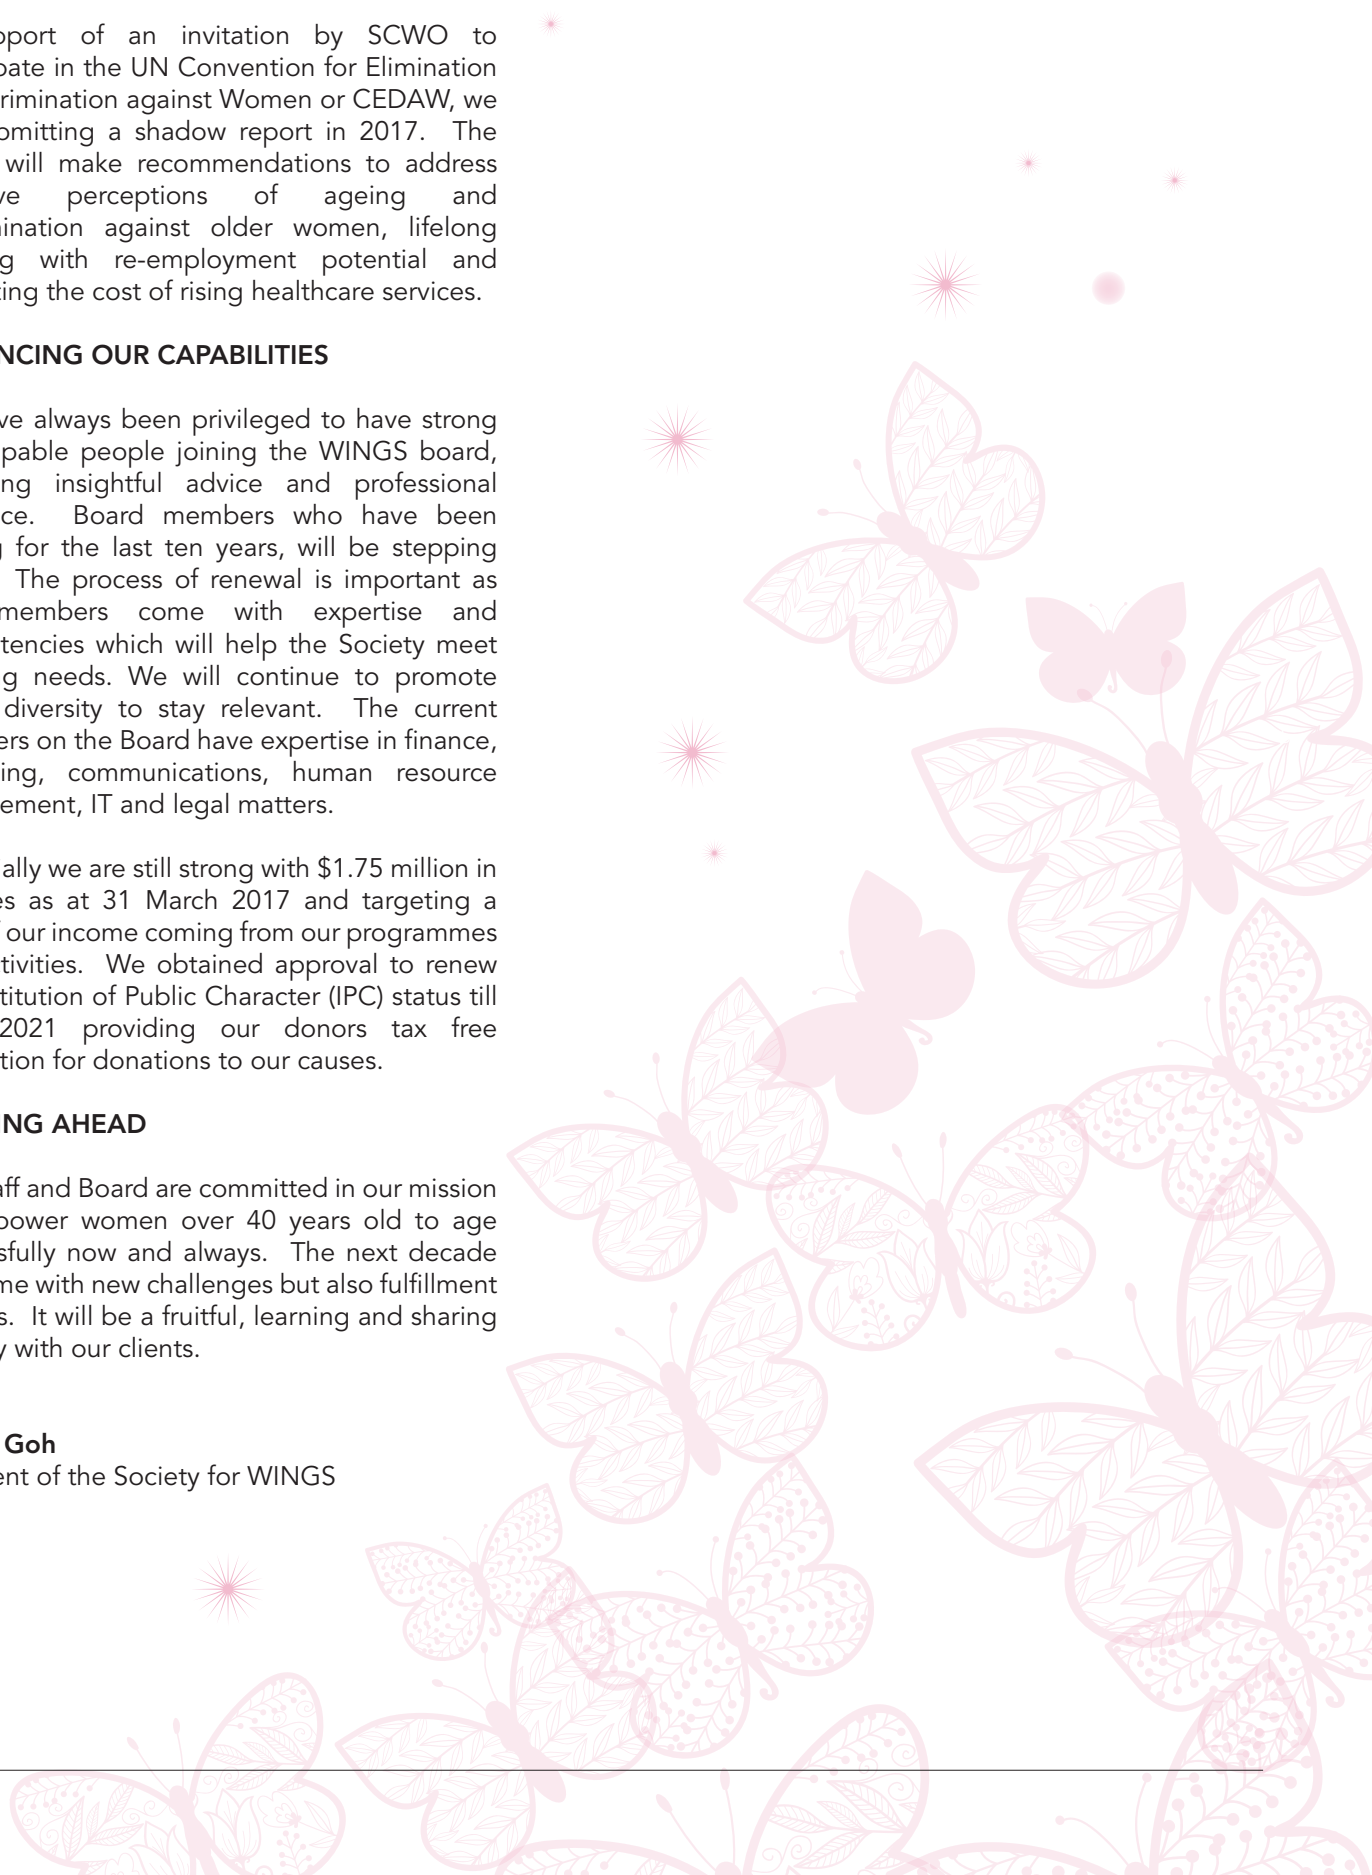 pport of an invitation by SCWO to
pate in the UN Convention for Elimination
rimination against Women or CEDAW, we
omitting a shadow report in 2017. The
will make recommendations to address
ve perceptions of ageing and
ination against older women, lifelong
g with re-employment potential and
ting the cost of rising healthcare services.
NCING OUR CAPABILITIES
ve always been privileged to have strong
pable people joining the WINGS board,
ng insightful advice and professional
ce. Board members who have been
g for the last ten years, will be stepping
The process of renewal is important as
members come with expertise and
tencies which will help the Society meet
g needs. We will continue to promote
diversity to stay relevant. The current
ers on the Board have expertise in finance,
ing, communications, human resource
ement, IT and legal matters.
ally we are still strong with $1.75 million in
es as at 31 March 2017 and targeting a
our income coming from our programmes
tivities. We obtained approval to renew
titution of Public Character (IPC) status till
2021 providing our donors tax free
tion for donations to our causes.
ING AHEAD
aff and Board are committed in our mission
power women over 40 years old to age
sfully now and always. The next decade
me with new challenges but also fulfillment
s. It will be a fruitful, learning and sharing
y with our clients.
Goh
ent of the Society for WINGS